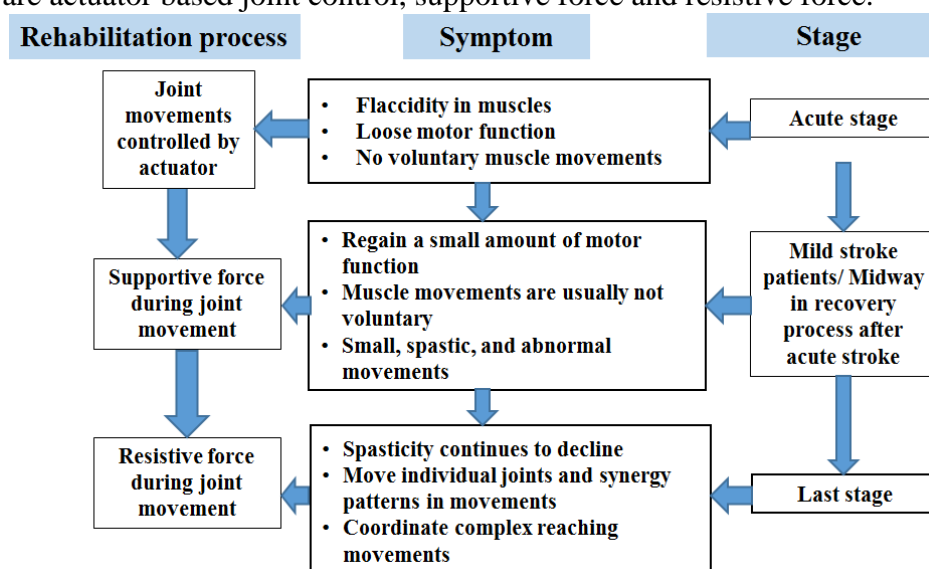 are actuator based joint control, supportive force and resistive force.
Rehabilitation process
Symptom
Stage
Joint
movements
controlled by
actuator
• Flaccidity in muscles
• Loose motor function
• No voluntary muscle movements
Acute stage
Supportive force
during joint
movement
• Regain a small amount of motor
function
• Muscle movements are usually not
voluntary
• Small, spastic, and abnormal
movements
Mild stroke
patients/ Midway
in recovery
process after
acute stroke
Resistive force
during joint
movement
• Spasticity continues to decline
• Move individual joints and synergy
patterns in movements
• Coordinate complex reaching
movements
Last stage